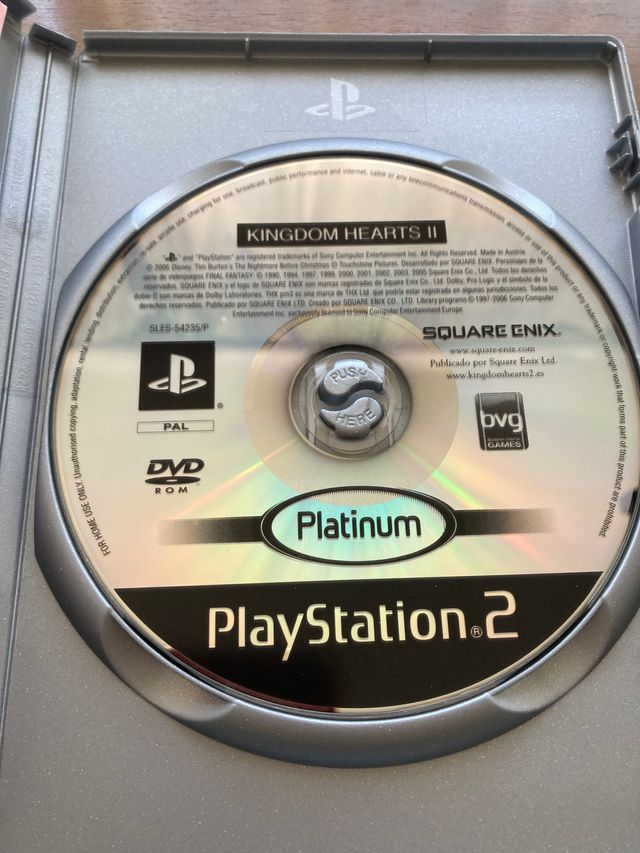 KINGDOM HEARTS II
"PlayStation" are registered trademarks of Sony Computer Entertainment Inc. All Rights Reserved. Made in Austria
© 2005 Disney. Tim Burton's The Nightmare Before Christmas © Touchstone Pictures. Desarrollado por SQUARE ENIX. Personajes de la
serie de videojuegos FINAL FANTASY © 1990, 1994, 1997, 1999, 2000, 2001, 2002, 2003, 2005 Square Enix Co., Ltd. Todos los derechos
reservados. SQUARE ENIX y el logo de SQUARE ENIX son marcas registradas de Square Enix Co., Ltd. Dolby, Pro Logic y el símbolo de la
doble D son marcas de Dolby Laboratories. THX pm3 es una marca de THX Ltd. que podría estar registrada en algunas jurisdicciones. Todos los
derechos reservados. Publicado por SQUARE ENIX LTD. Creado por SQUARE ENIX CO., LTD. Library programs © 1997-2006 Sony Computer
Entertainment Inc. exclusively licensed to Sony Computer Entertainment Europe.
SLES-54235/P
SQUARE ENIX.
www.square-enix.com
Publicado por Square Enix Ltd.
www.kingdomhearts2.es
PAL
PUSH
HERE
bvg
BUENA VISTA
GAMES
DVD
ROM
Platinum
PlayStation®2
FOR HOME USE ONLY. Unauthorised copying, adaptation, rental, lending, distribution, extraction, re-sale, arcade use, charging for use, broadcast, public performance and internet, cable or any telecommunications transmission, access or use of this product or any trademark or copyright work that forms part of this product are prohibited.